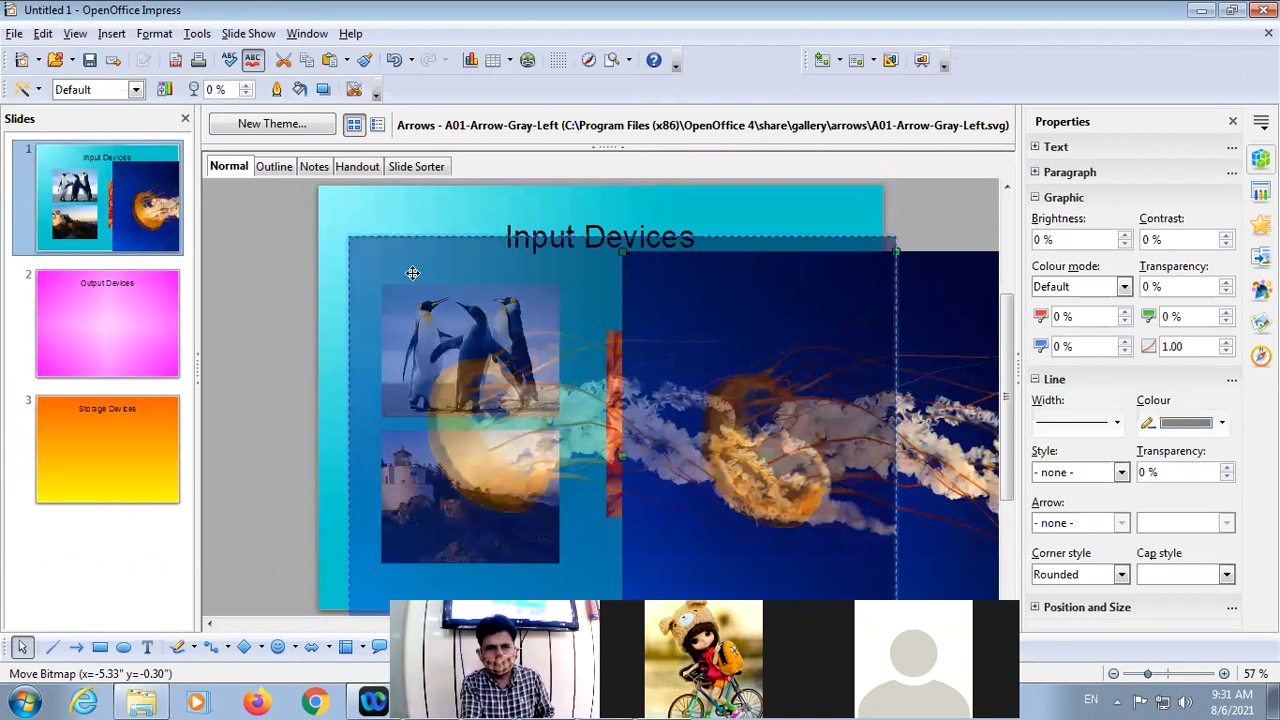 Untitled 1 - OpenOffice Impress
File Edit View Insert Format Tools Slide Show Window Help
ABC ABC
Default 0 %
Slides
New Theme... Arrows - A01-Arrow-Gray-Left (C:\Program Files (x86)\OpenOffice 4\share\gallery\arrows\A01-Arrow-Gray-Left.svg)
Normal Outline Notes Handout Slide Sorter
1
Input Devices
2
Output Devices
3
Storage Devices
Input Devices
Properties
Text
Paragraph
Graphic
Brightness: Contrast:
0 % 0 %
Colour mode: Transparency:
Default 0 %
0 % 0 %
0 % 1.00
Line
Width: Colour
Style: Transparency:
- none - 0 %
Arrow:
- none -
Corner style Cap style
Rounded
Position and Size
T
Move Bitmap (x=-5.33" y=-0.30")
57 %
EN
9:31 AM
8/6/2021